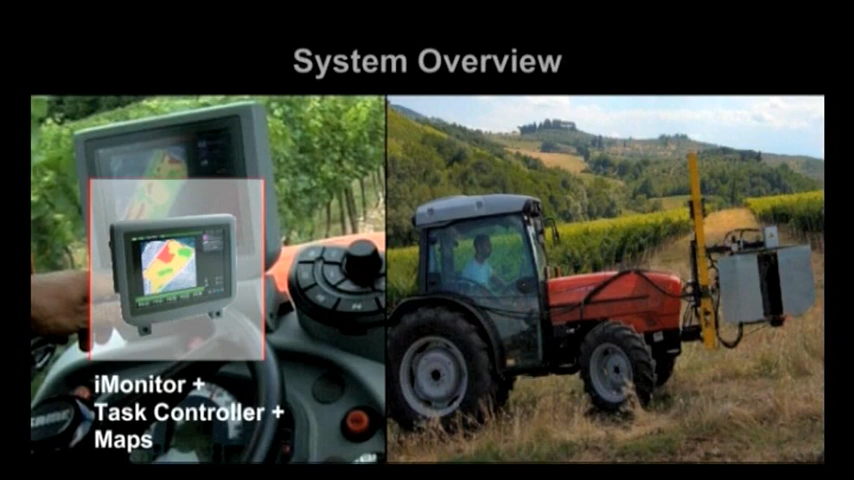 System Overview
iMonitor +
Task Controller +
Maps